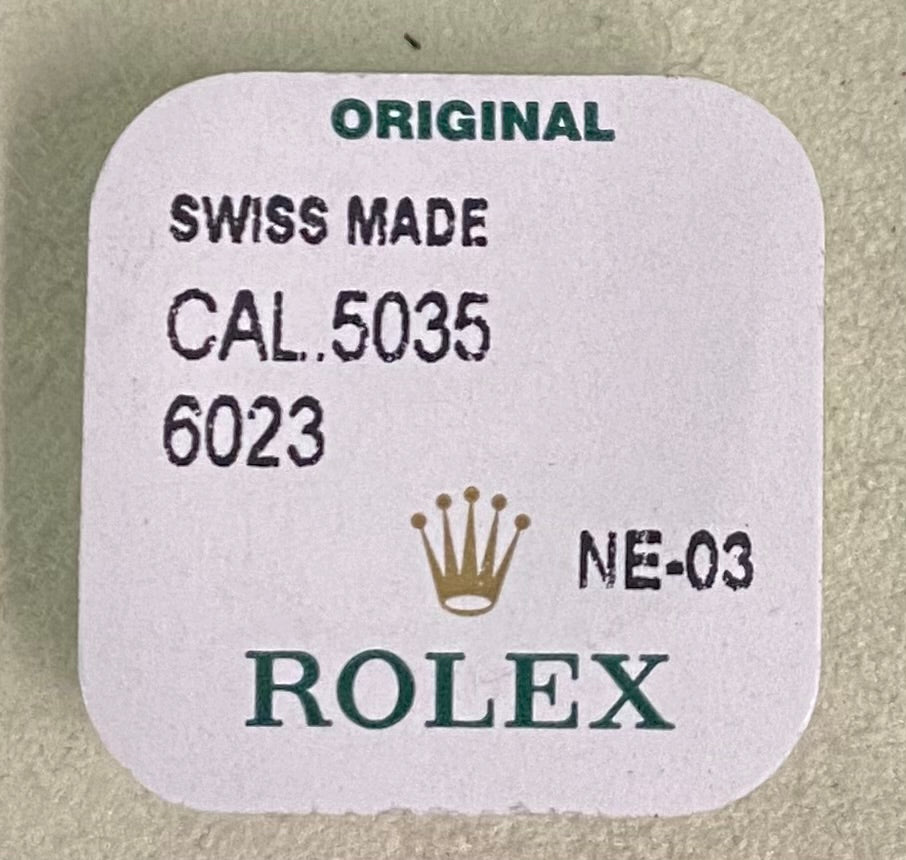 ORIGINAL
SWISS MADE
CAL..5035
6023
NE-03
ROLEX